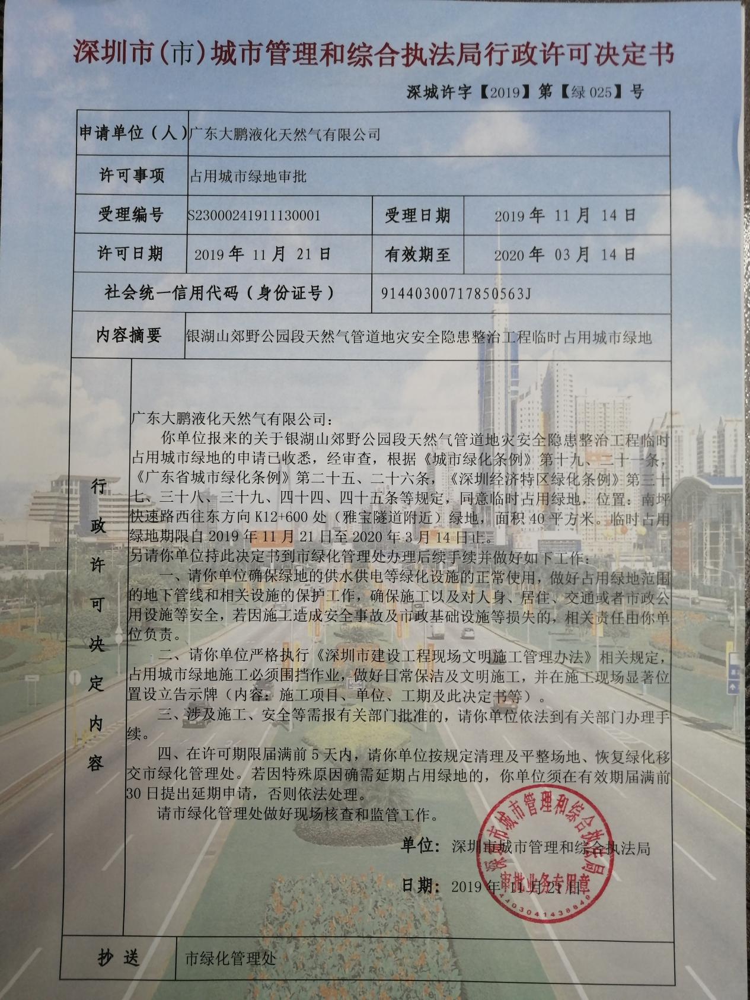 深圳市(市)城市管理和综合执法局行政许可决定书
深城许字【2019】第【绿 025】号
申请单位（人） 广东大鹏液化天然气有限公司
许可事项 占用城市绿地审批
受理编号 S23000241911130001 受理日期 2019 年 11 月 14 日
许可日期 2019 年 11 月 21 日 有效期至 2020 年 03 月 14 日
社会统一信用代码（身份证号） 91440300717850563J
内容摘要 银湖山郊野公园段天然气管道地灾安全隐患整治工程临时占用城市绿地
行政许可决定内容
广东大鹏液化天然气有限公司：
你单位报来的关于银湖山郊野公园段天然气管道地灾安全隐患整治工程临时
占用城市绿地的申请已收悉，经审查，根据《城市绿化条例》第十九、二十一条，
《广东省城市绿化条例》第二十五、二十六条，《深圳经济特区绿化条例》第三十
七、三十八、三十九、四十四、四十五条等规定，同意临时占用绿地，位置：南坪
快速路西往东方向 K12+600 处（雅宝隧道附近）绿地，面积 40 平方米。临时占用
绿地期限自 2019 年 11 月 21 日至 2020 年 3 月 14 日止。
另请你单位持此决定书到市绿化管理处办理后续手续并做好如下工作：
一、请你单位确保绿地的供水供电等绿化设施的正常使用，做好占用绿地范围
的地下管线和相关设施的保护工作，确保施工以及对人身、居住、交通或者市政公
用设施等安全，若因施工造成安全事故及市政基础设施等损失的，相关责任由你单
位负责。
二、请你单位严格执行《深圳市建设工程现场文明施工管理办法》相关规定，
占用城市绿地施工必须围挡作业，做好日常保洁及文明施工，并在施工现场显著位
置设立告示牌（内容：施工项目、单位、工期及此决定书等）。
三、涉及施工、安全等需报有关部门批准的，请你单位依法到有关部门办理手
续。
四、在许可期限届满前 5 天内，请你单位按规定清理及平整场地、恢复绿化移
交市绿化管理处。若因特殊原因确需延期占用绿地的，你单位须在有效期届满前
30 日提出延期申请，否则依法处理。
请市绿化管理处做好现场核查和监管工作。
单位：深圳市城市管理和综合执法局
日期：2019 年 11 月 21 日
深圳市城市管理和综合执法局
审批业务专用章
4403041438849
抄送 市绿化管理处